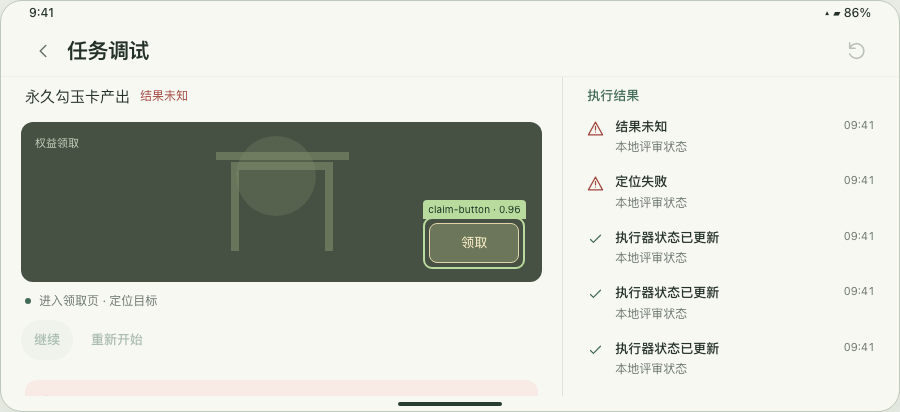 9:41
86%
任务调试
永久勾玉卡产出 结果未知
权益领取
claim-button · 0.96
领取
进入领取页 · 定位目标
继续 重新开始
执行结果
结果未知 09:41
本地评审状态
定位失败 09:41
本地评审状态
执行器状态已更新 09:41
本地评审状态
执行器状态已更新 09:41
本地评审状态
执行器状态已更新 09:41
本地评审状态